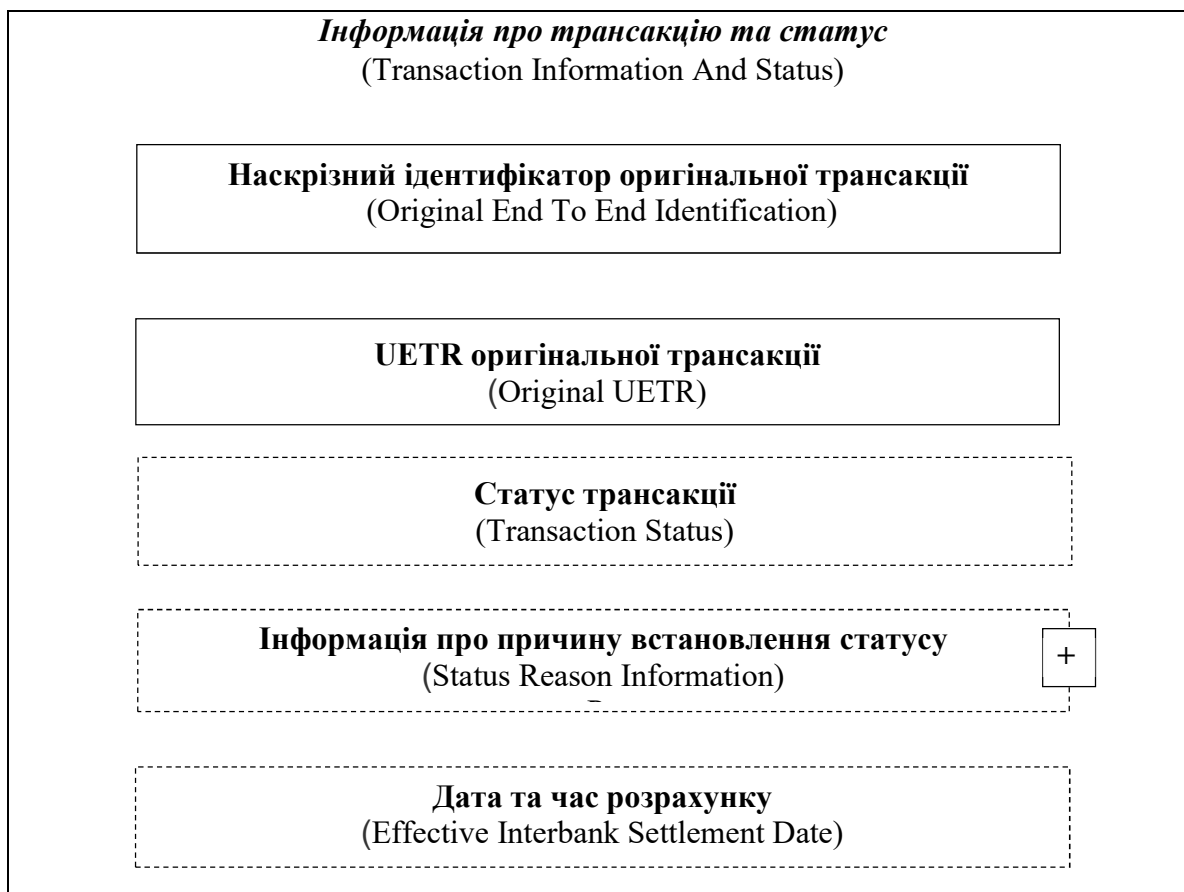 Інформація про трансакцію та статус
(Transaction Information And Status)
Наскрізний ідентифікатор оригінальної трансакції
(Original End To End Identification)
UETR оригінальної трансакції
(Original UETR)
Статус трансакції
(Transaction Status)
Інформація про причину встановлення статусу
(Status Reason Information)
+
Дата та час розрахунку
(Effective Interbank Settlement Date)